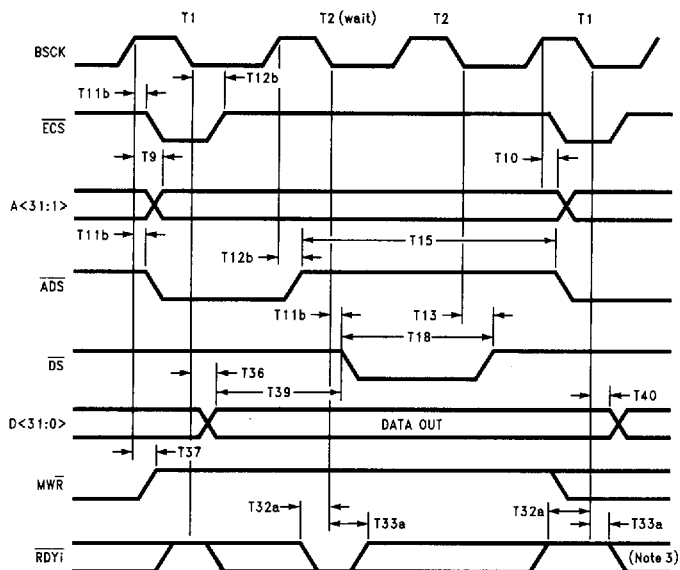 T1 T2 (wait) T2 T1
BSCK
T12b
T11b
ECS
T9 T10
A<31:1>
T11b T15
T12b
ADS
T11b T13
T18
DS
T36
T39 T40
D<31:0> DATA OUT
T37
MWR
T32a T32a
T33a T33a
RDYi (Note 3)